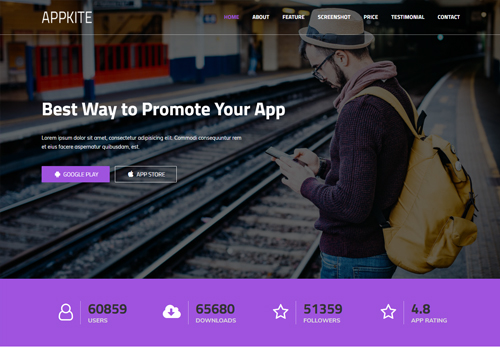 APPKITE
HOME ABOUT FEATURE SCREENSHOT PRICE TESTIMONIAL CONTACT
Best Way to Promote Your App
Lorem ipsum dolor sit amet, consectetur adipisicing elit. Commodi consequuntur rem
et eius facere aspernatur quibusdam, est.
GOOGLE PLAY APP STORE
60859 65680 51359 4.8
USERS DOWNLOADS FOLLOWERS APP RATING